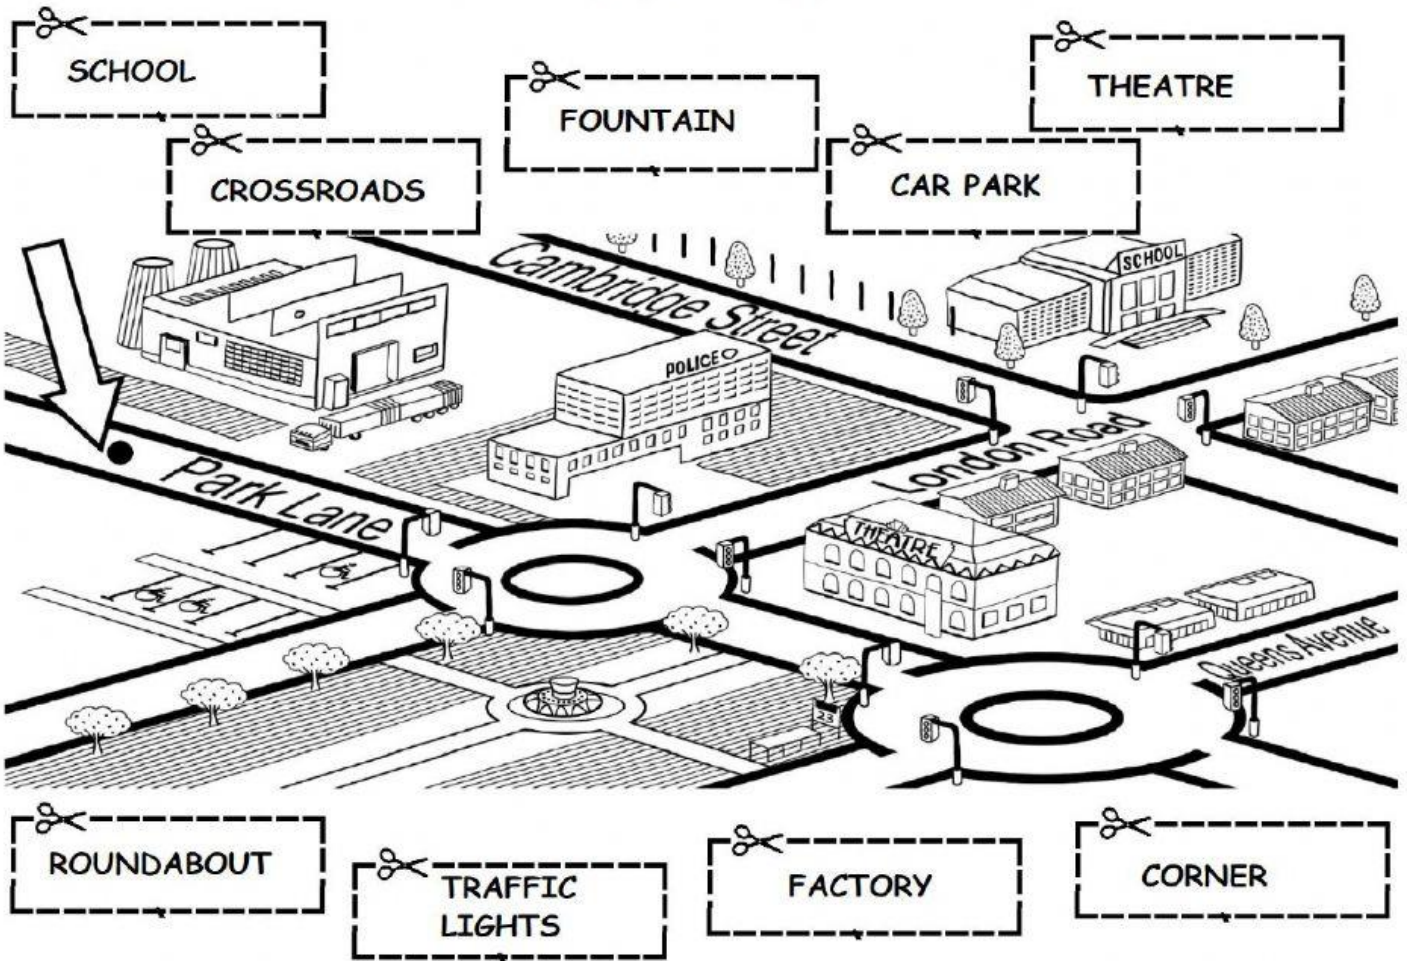 SCHOOL
THEATRE
FOUNTAIN
CROSSROADS
CAR PARK
Cambridge Street
SCHOOL
POLICE
London Road
Park Lane
THEATRE
Queens Avenue
23
ROUNDABOUT
TRAFFIC
LIGHTS
FACTORY
CORNER